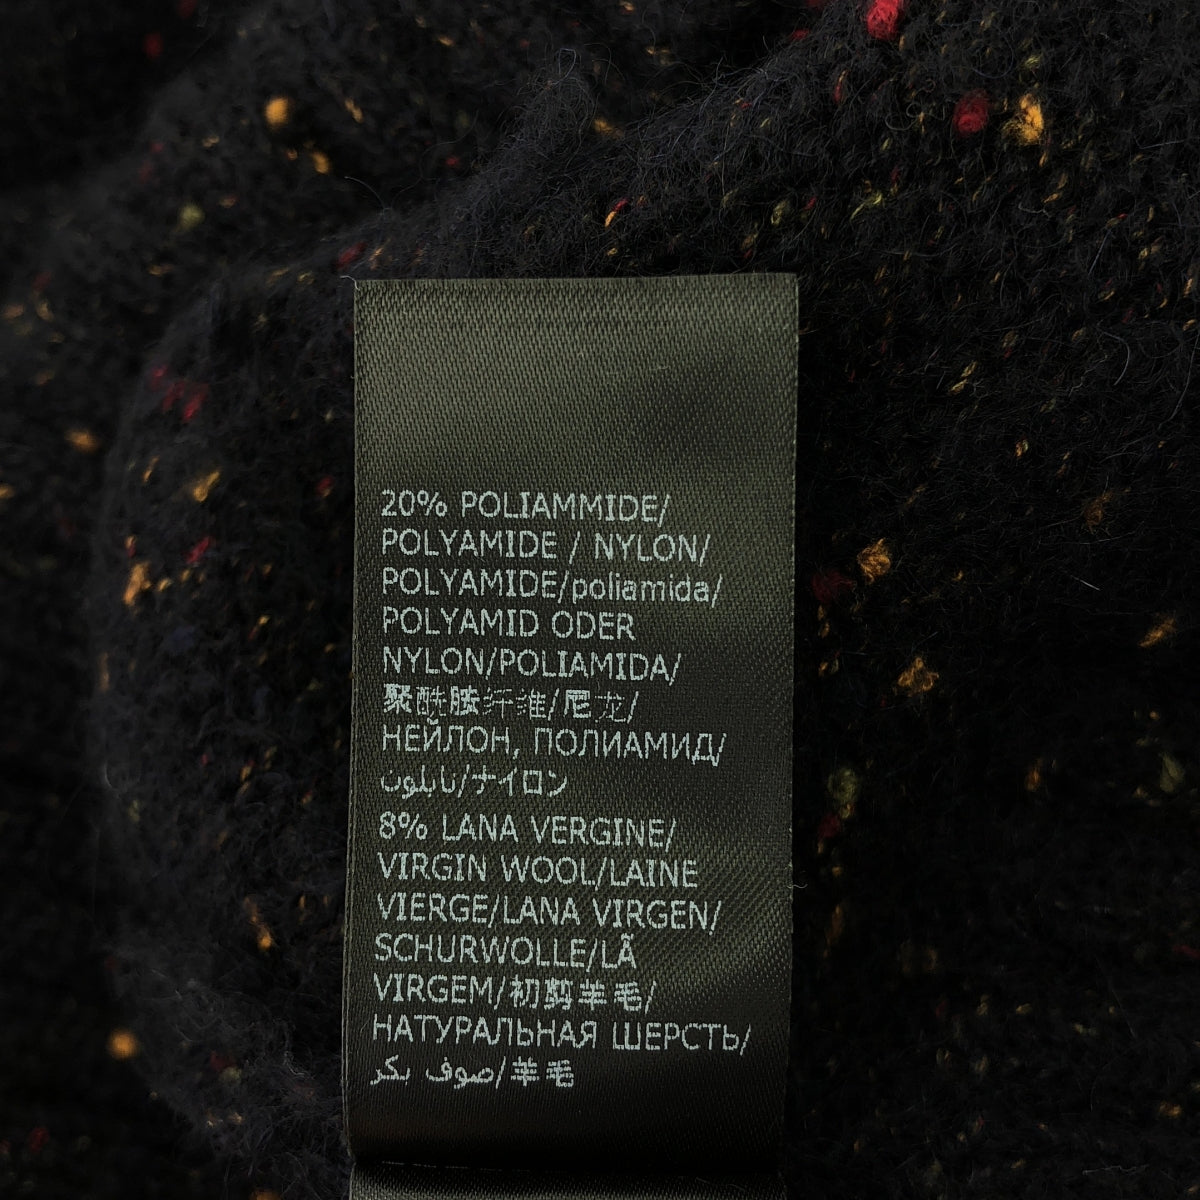 20% POLIAMMIDE/
POLYAMIDE / NYLON/
POLYAMIDE/poliamida/
POLYAMID ODER
NYLON/POLIAMIDA/
聚酰胺纤维/尼龙/
НЕЙЛОН, ПОЛИАМИД/
نايلون/ナイロン
8% LANA VERGINE/
VIRGIN WOOL/LAINE
VIERGE/LANA VIRGEN/
SCHURWOLLE/LÃ
VIRGEM/初剪羊毛/
НАТУРАЛЬНАЯ ШЕРСТЬ/
صوف بكر/羊毛